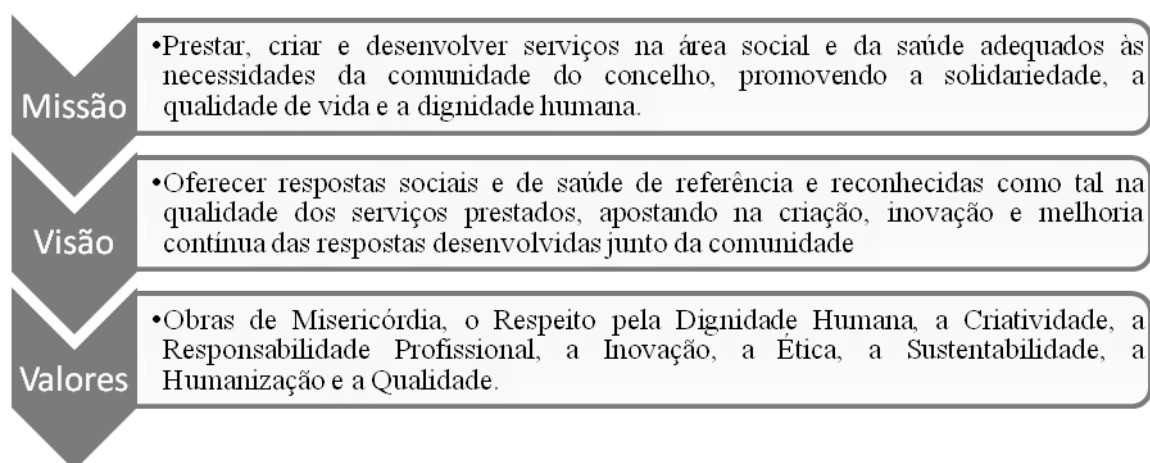 Missão
•Prestar, criar e desenvolver serviços na área social e da saúde adequados às
necessidades da comunidade do concelho, promovendo a solidariedade, a
qualidade de vida e a dignidade humana.
Visão
•Oferecer respostas sociais e de saúde de referência e reconhecidas como tal na
qualidade dos serviços prestados, apostando na criação, inovação e melhoria
contínua das respostas desenvolvidas junto da comunidade
Valores
•Obras de Misericórdia, o Respeito pela Dignidade Humana, a Criatividade, a
Responsabilidade Profissional, a Inovação, a Ética, a Sustentabilidade, a
Humanização e a Qualidade.